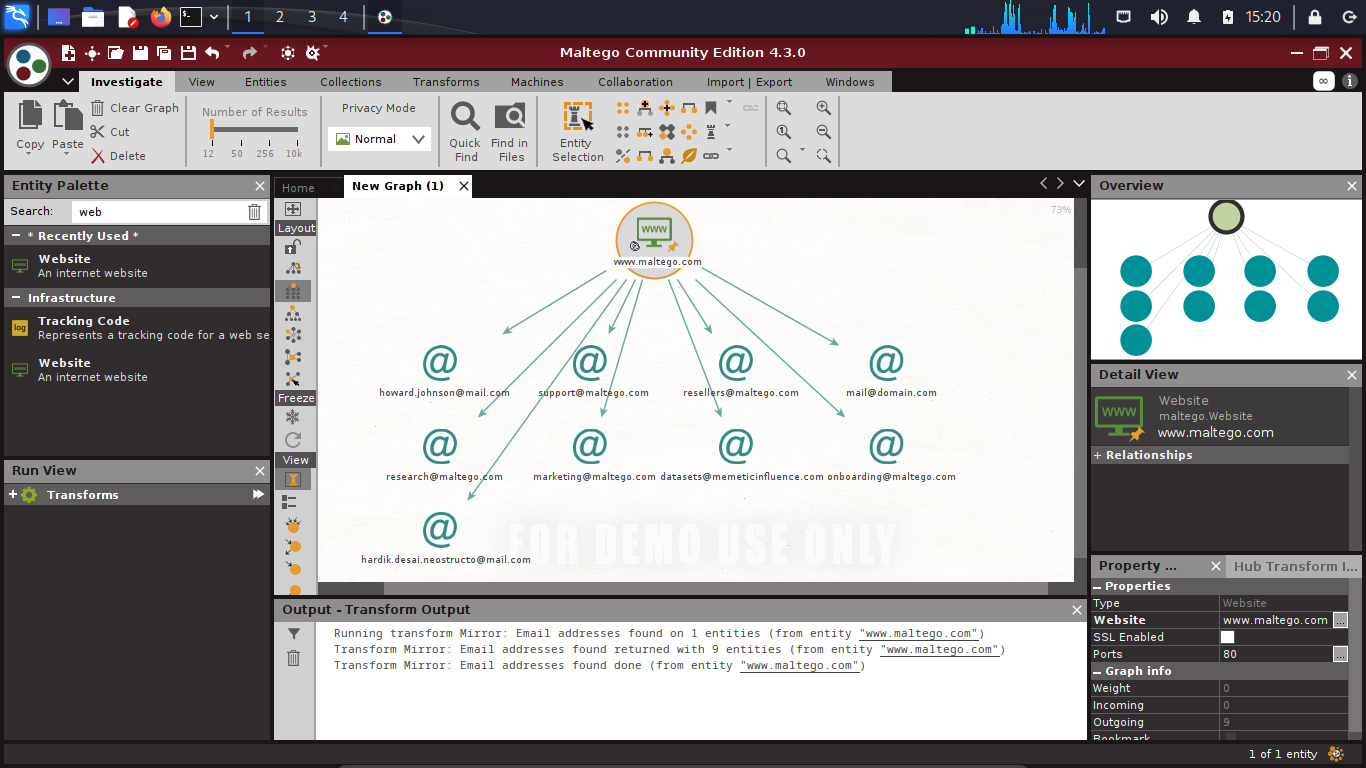 1 2 3 4 15:20
Maltego Community Edition 4.3.0
Investigate View Entities Collections Transforms Machines Collaboration Import | Export Windows
Copy
Paste
Clear Graph
Cut
Delete
Number of Results
12 50 256 10k
Privacy Mode
Normal
Quick
Find
Find in
Files
Entity
Selection
Entity Palette
Search: web
* Recently Used *
Website
An internet website
Infrastructure
Tracking Code
log
Represents a tracking code for a web se
Website
An internet website
Run View
Transforms
Home New Graph (1)
Layout
Freeze
View
73%
WWW
www.maltego.com
@ @ @ @
howard.johnson@mail.com support@maltego.com resellers@maltego.com mail@domain.com
@ @ @ @
research@maltego.com marketing@maltego.com datasets@memeticinfluence.com onboarding@maltego.com
@
hardik.desai.neostructo@mail.com
FOR DEMO USE ONLY
Output - Transform Output
Running transform Mirror: Email addresses found on 1 entities (from entity "www.maltego.com")
Transform Mirror: Email addresses found returned with 9 entities (from entity "www.maltego.com")
Transform Mirror: Email addresses found done (from entity "www.maltego.com")
Overview
Detail View
WWW
Website
maltego.Website
www.maltego.com
Relationships
Property ... Hub Transform I...
Properties
Type Website
Website www.maltego.com ...
SSL Enabled
Ports 80 ...
Graph info
Weight 0
Incoming 0
Outgoing 9
Bookmark
1 of 1 entity